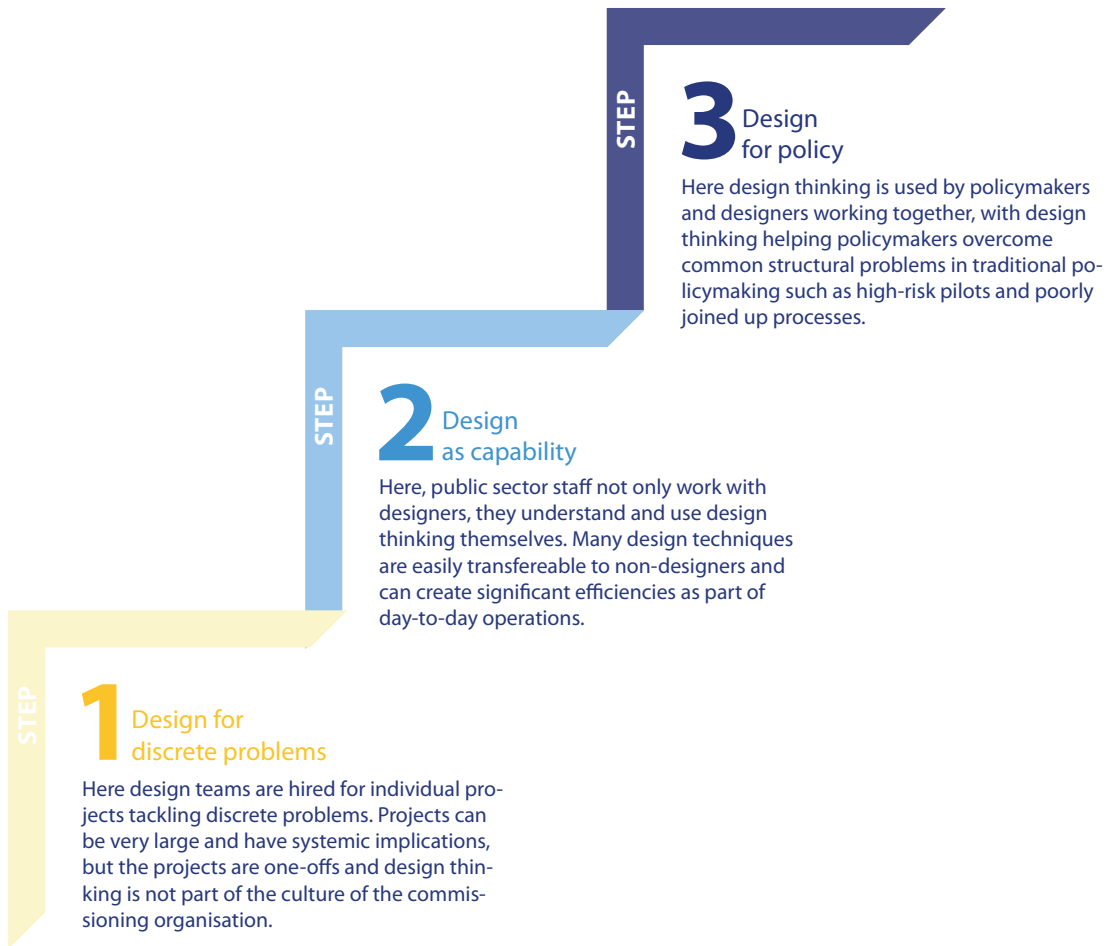 STEP
3 Design
for policy
Here design thinking is used by policymakers
and designers working together, with design
thinking helping policymakers overcome
common structural problems in traditional po-
licymaking such as high-risk pilots and poorly
joined up processes.
STEP
2 Design
as capability
Here, public sector staff not only work with
designers, they understand and use design
thinking themselves. Many design techniques
are easily transfereable to non-designers and
can create significant efficiencies as part of
day-to-day operations.
STEP
1 Design for
discrete problems
Here design teams are hired for individual pro-
jects tackling discrete problems. Projects can
be very large and have systemic implications,
but the projects are one-offs and design thin-
king is not part of the culture of the commis-
sioning organisation.